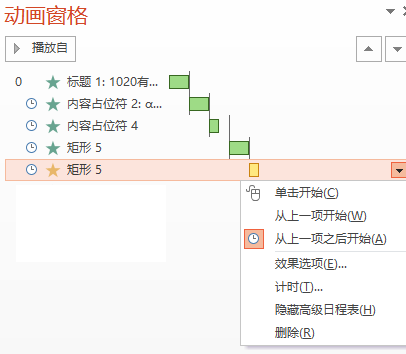 动画窗格
播放自
0 标题 1: 1020有...
内容占位符 2: α...
内容占位符 4
矩形 5
矩形 5
单击开始(C)
从上一项开始(W)
从上一项之后开始(A)
效果选项(E)...
计时(T)...
隐藏高级日程表(H)
删除(R)